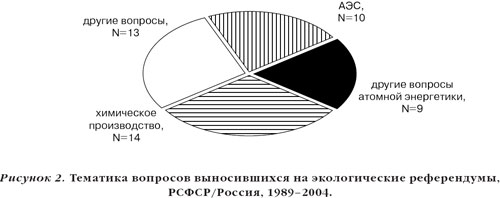 другие вопросы,
N=13
АЭС,
N=10
другие вопросы
атомной энергетики,
N=9
химическое
производство,
N=14
Рисунок 2. Тематика вопросов выносившихся на экологические референдумы,
РСФСР/Россия, 1989–2004.